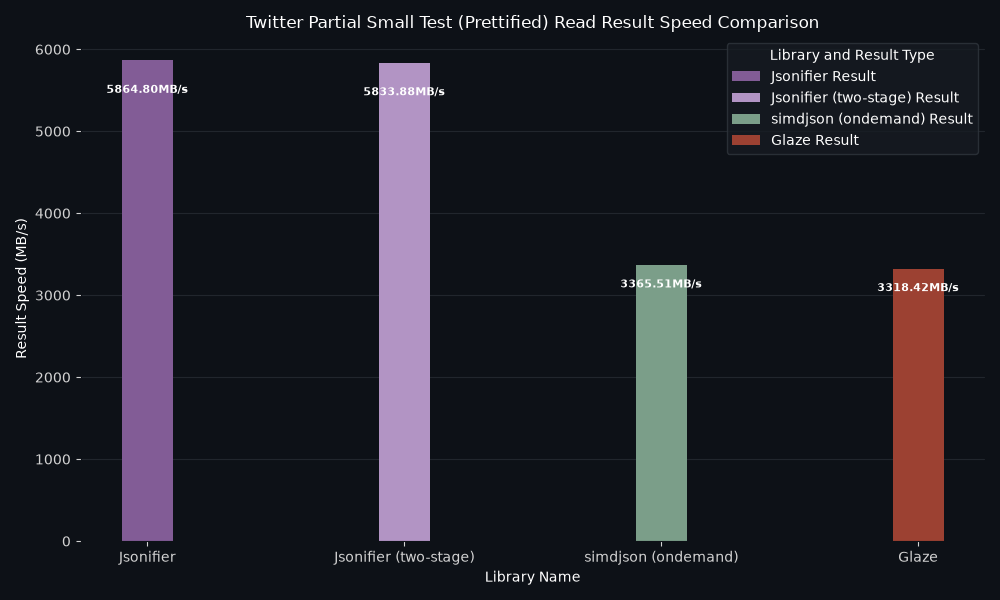 Twitter Partial Small Test (Prettified) Read Result Speed Comparison
Library and Result Type
Jsonifier Result
Jsonifier (two-stage) Result
simdjson (ondemand) Result
Glaze Result
Result Speed (MB/s)
6000
5000
4000
3000
2000
1000
0
5864.80MB/s
5833.88MB/s
3365.51MB/s
3318.42MB/s
Jsonifier
Jsonifier (two-stage)
simdjson (ondemand)
Glaze
Library Name